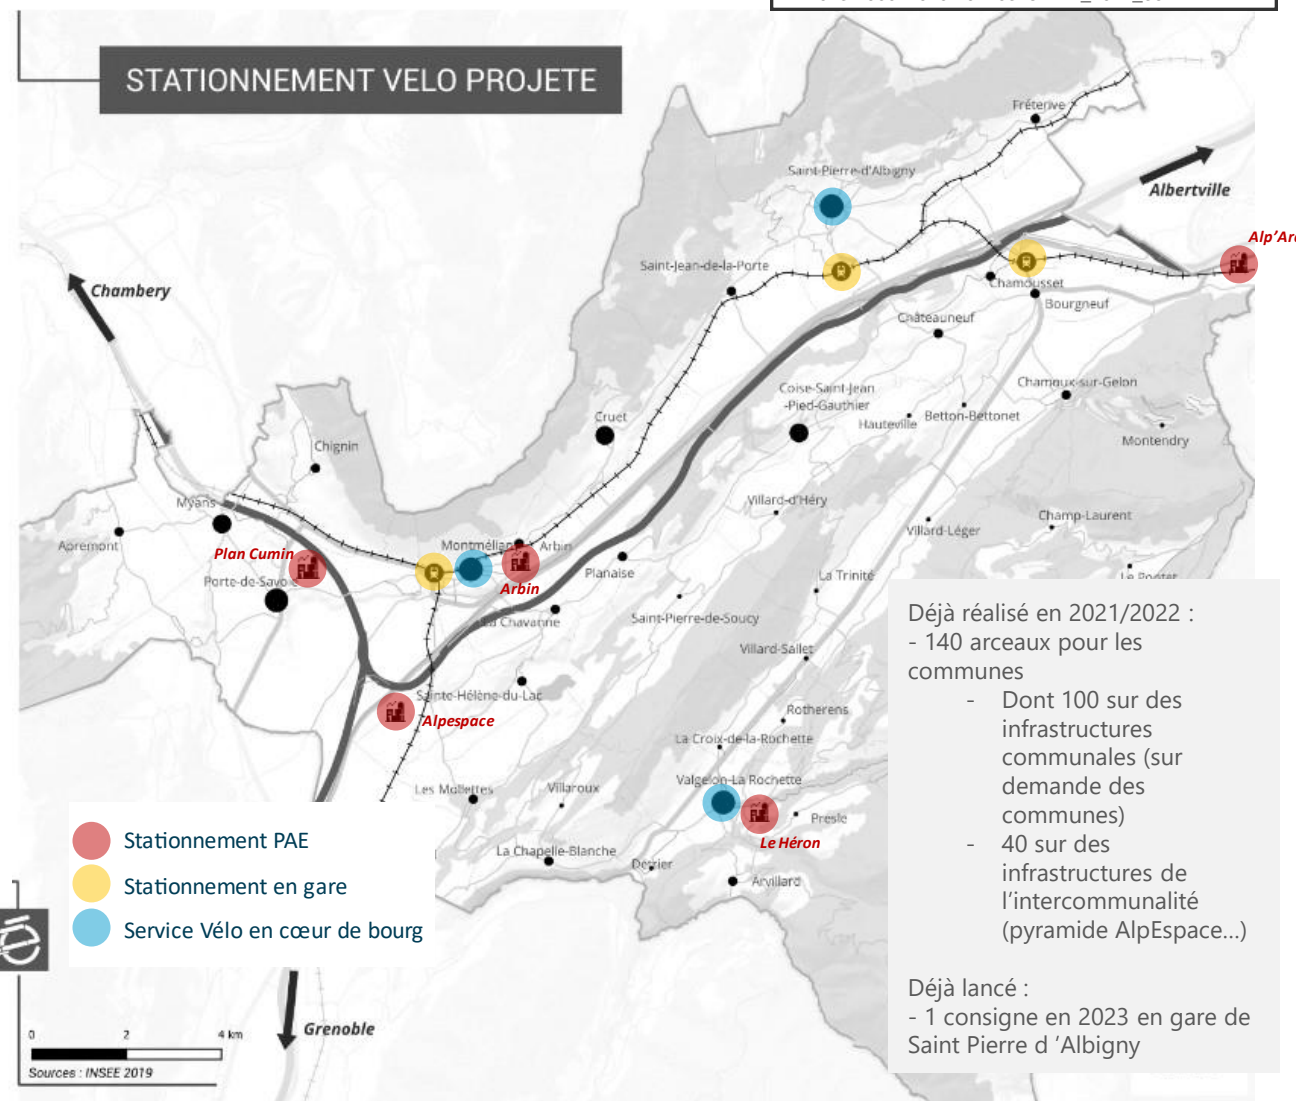 STATIONNEMENT VELO PROJETE
Fréterive
Saint-Pierre-d'Albigny
Albertville
Alp'Arc
Saint-Jean-de-la-Porte
Chambery
Chamousset
Bourgneuf
Châteauneuf
Coise-Saint-Jean
-Pied-Gauthier
Chamoux-sur-Gelon
Cruet
Hauteville
Betton-Bettonet
Montendry
Chignin
Villard-d'Héry
Myans
Champ-Laurent
Villard-Léger
Apremont
Plan Cumin
Montmélian
Arbin
Porte-de-Savoie
Arbin
Planaise
La Trinité
Le Pontet
La Chavanne
Saint-Pierre-de-Soucy
Villard-Sallet
Sainte-Hélène-du-Lac
Alpespace
Rotherens
La Croix-de-la-Rochette
Les Mollettes
Villaroux
Valgelon-La Rochette
Presle
Le Héron
La Chapelle-Blanche
Detrier
Arvillard
Déjà réalisé en 2021/2022 :
- 140 arceaux pour les
communes
- Dont 100 sur des
infrastructures
communales (sur
demande des
communes)
- 40 sur des
infrastructures de
l'intercommunalité
(pyramide AlpEspace...)
Déjà lancé :
- 1 consigne en 2023 en gare de
Saint Pierre d 'Albigny
Stationnement PAE
Stationnement en gare
Service Vélo en cœur de bourg
Grenoble
0 2 4 km
Sources : INSEE 2019